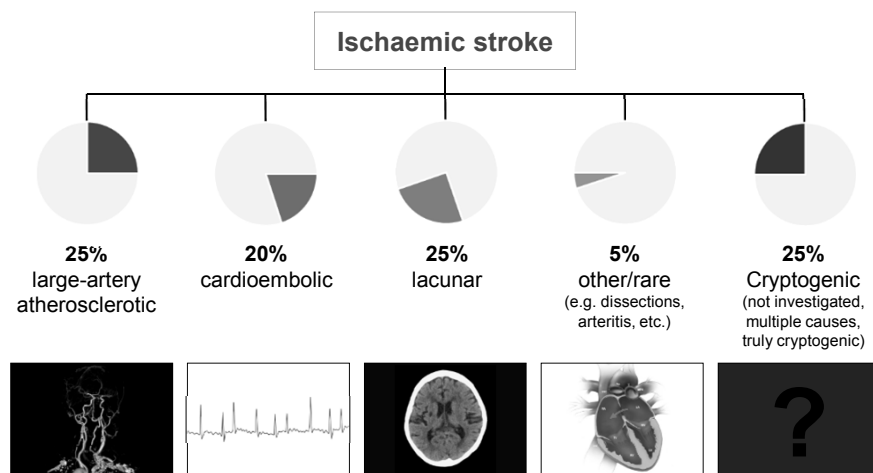 Ischaemic stroke
25%
large-artery
atherosclerotic
20%
cardioembolic
25%
lacunar
5%
other/rare
(e.g. dissections,
arteritis, etc.)
25%
Cryptogenic
(not investigated,
multiple causes,
truly cryptogenic)
?